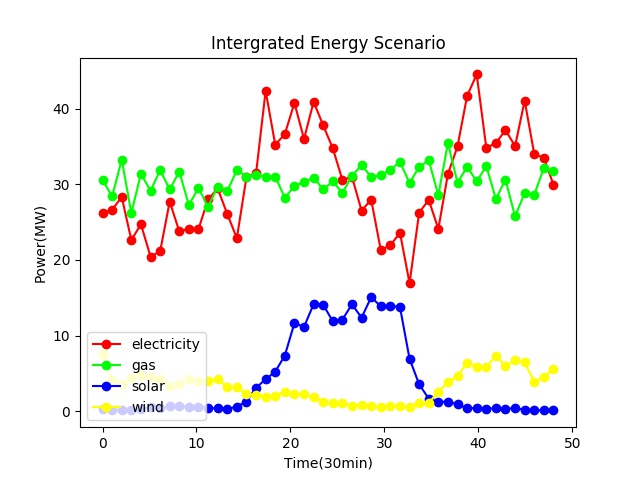 Intergrated Energy Scenario
Power(MW)
40
30
20
10
0
electricity
gas
solar
wind
0 10 20 30 40 50
Time(30min)